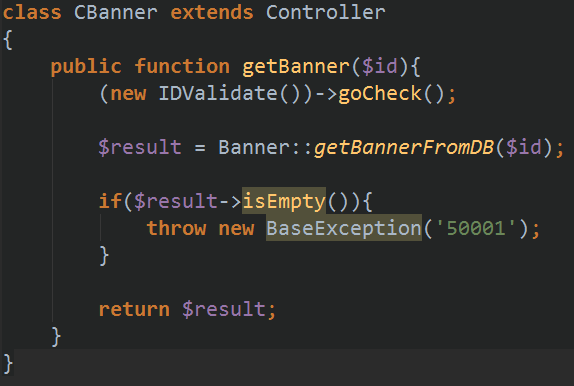 class CBanner extends Controller
{
    public function getBanner($id){
        (new IDValidate())->goCheck();
        $result = Banner::getBannerFromDB($id);
        if($result->isEmpty()){
            throw new BaseException('50001');
        }
        return $result;
    }
}